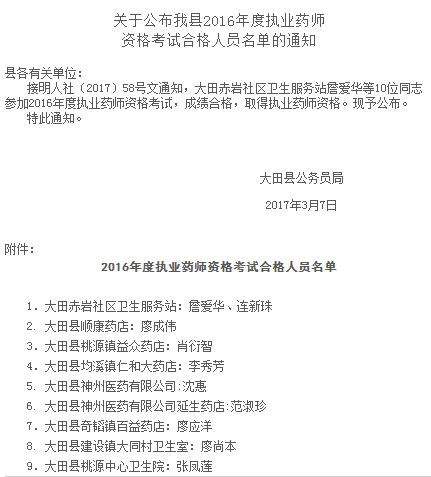 关于公布我县2016年度执业药师
资格考试合格人员名单的通知
县各有关单位：
接明人社〔2017〕58号文通知，大田赤岩社区卫生服务站詹爱华等10位同志
参加2016年度执业药师资格考试，成绩合格，取得执业药师资格。现予公布。
特此通知。
大田县公务员局
2017年3月7日
附件：
2016年度执业药师资格考试合格人员名单
1．大田赤岩社区卫生服务站：詹爱华、连新珠
2．大田县顺康药店：廖成伟
3．大田县桃源镇益众药店：肖衍智
4．大田县均溪镇仁和大药店：李秀芳
5．大田县神州医药有限公司:沈惠
6．大田县神州医药有限公司延生药店:范淑珍
7．大田县奇韬镇百益药店：廖应洋
8．大田县建设镇大同村卫生室：廖尚本
9．大田县桃源中心卫生院：张凤莲